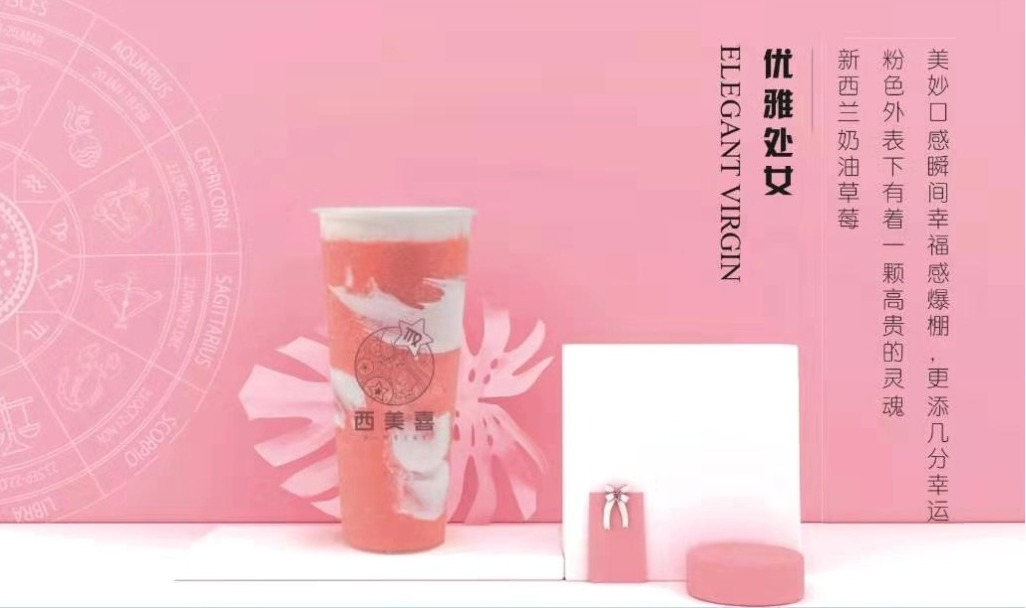 美妙口感瞬间幸福感爆棚，更添几分幸运
粉色外表下有着一颗高贵的灵魂
新西兰奶油草莓
优雅处女
ELEGANT VIRGIN
西美喜
AQUARIUS
CAPRICORN
SAGITTARIUS
SCORPIO
LIBRA